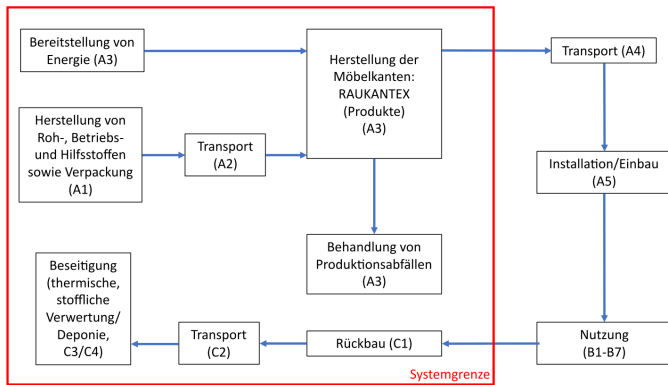 Bereitstellung von
Energie (A3)
Herstellung der
Möbelkanten:
RAUKANTEX
(Produkte)
(A3)
Transport (A4)
Herstellung von
Roh-, Betriebs-
und Hilfsstoffen
sowie Verpackung
(A1)
Transport
(A2)
Installation/Einbau
(A5)
Behandlung von
Produktionsabfällen
(A3)
Beseitigung
(thermische,
stoffliche
Verwertung/
Deponie,
C3/C4)
Transport
(C2)
Rückbau (C1)
Nutzung
(B1-B7)
Systemgrenze